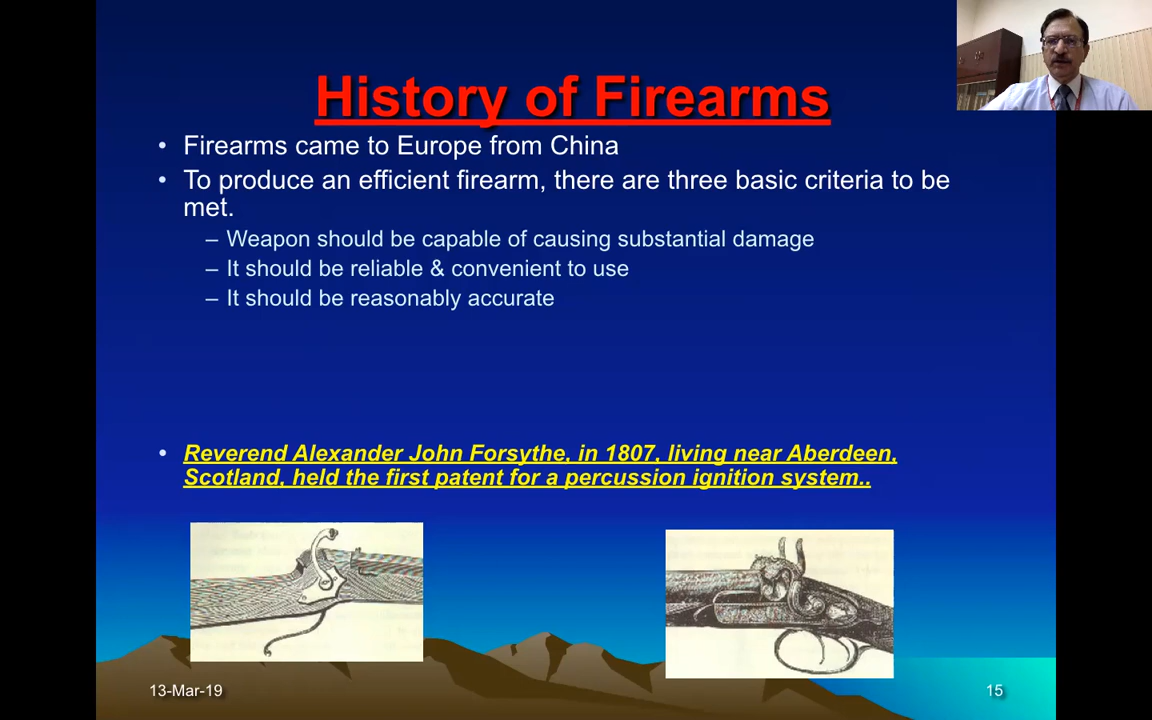 History of Firearms
• Firearms came to Europe from China
• To produce an efficient firearm, there are three basic criteria to be
met.
– Weapon should be capable of causing substantial damage
– It should be reliable & convenient to use
– It should be reasonably accurate
• Reverend Alexander John Forsythe, in 1807, living near Aberdeen,
Scotland, held the first patent for a percussion ignition system..
13-Mar-19
15